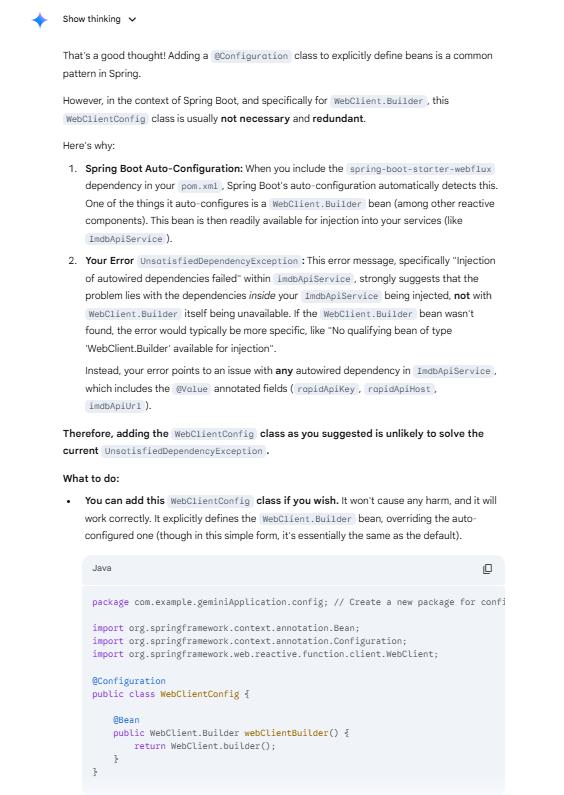 Show thinking
That's a good thought! Adding a @Configuration class to explicitly define beans is a common
pattern in Spring.
However, in the context of Spring Boot, and specifically for WebClient.Builder, this
WebClientConfig class is usually not necessary and redundant.
Here's why:
1. Spring Boot Auto-Configuration: When you include the spring-boot-starter-webflux
dependency in your pom.xml, Spring Boot's auto-configuration automatically detects this.
One of the things it auto-configures is a WebClient.Builder bean (among other reactive
components). This bean is then readily available for injection into your services (like
ImdbApiService).
2. Your Error UnsatisfiedDependencyException: This error message, specifically "Injection
of autowired dependencies failed" within imdbApiService, strongly suggests that the
problem lies with the dependencies inside your ImdbApiService being injected, not with
WebClient.Builder itself being unavailable. If the WebClient.Builder bean wasn't
found, the error would typically be more specific, like "No qualifying bean of type
'WebClient.Builder' available for injection".
Instead, your error points to an issue with any autowired dependency in ImdbApiService,
which includes the @Value annotated fields (rapidApiKey, rapidApiHost,
imdbApiUrl).
Therefore, adding the WebClientConfig class as you suggested is unlikely to solve the
current UnsatisfiedDependencyException.
What to do:
• You can add this WebClientConfig class if you wish. It won't cause any harm, and it will
work correctly. It explicitly defines the WebClient.Builder bean, overriding the auto-
configured one (though in this simple form, it's essentially the same as the default).
Java
package com.example.geminiApplication.config; // Create a new package for confi
import org.springframework.context.annotation.Bean;
import org.springframework.context.annotation.Configuration;
import org.springframework.web.reactive.function.client.WebClient;
@Configuration
public class WebClientConfig {
@Bean
public WebClient.Builder webClientBuilder() {
return WebClient.builder();
}
}